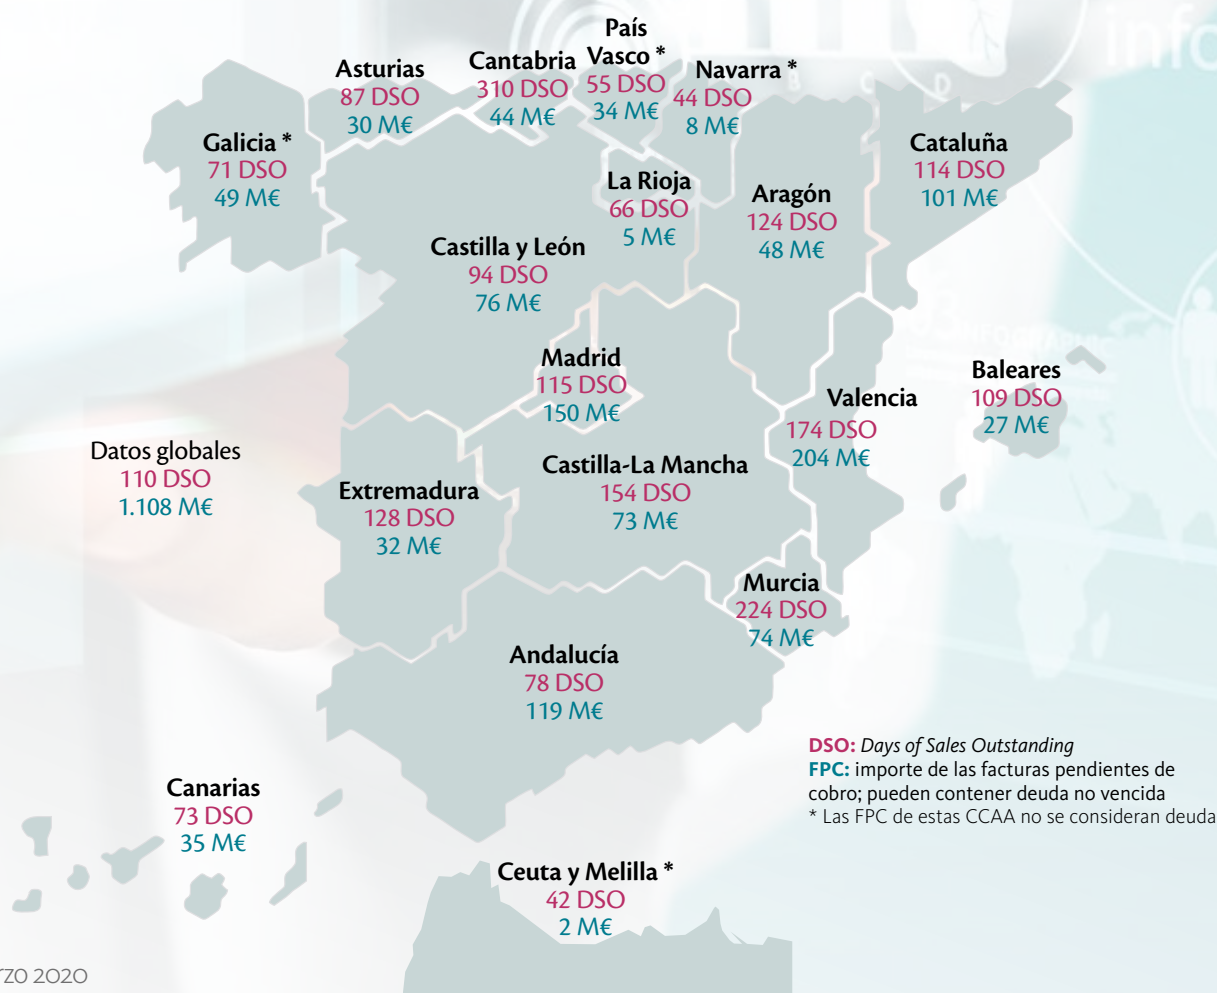 País
Vasco *
55 DSO
34 M€
Cantabria
310 DSO
44 M€
Asturias
87 DSO
30 M€
Navarra *
44 DSO
8 M€
Galicia *
71 DSO
49 M€
Cataluña
114 DSO
101 M€
La Rioja
66 DSO
5 M€
Aragón
124 DSO
48 M€
Castilla y León
94 DSO
76 M€
Madrid
115 DSO
150 M€
Baleares
109 DSO
27 M€
Valencia
174 DSO
204 M€
Datos globales
110 DSO
1.108 M€
Castilla-La Mancha
154 DSO
73 M€
Extremadura
128 DSO
32 M€
Murcia
224 DSO
74 M€
Andalucía
78 DSO
119 M€
DSO: Days of Sales Outstanding
FPC: importe de las facturas pendientes de
cobro; pueden contener deuda no vencida
* Las FPC de estas CCAA no se consideran deuda
Canarias
73 DSO
35 M€
Ceuta y Melilla *
42 DSO
2 M€
2020
info
B C D